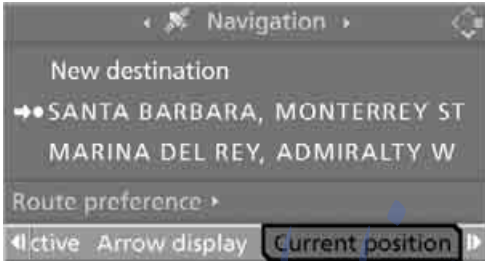 Navigation
New destination
SANTA BARBARA, MONTERREY ST
MARINA DEL REY, ADMIRALTY W
Route preference
ctive Arrow display Current position